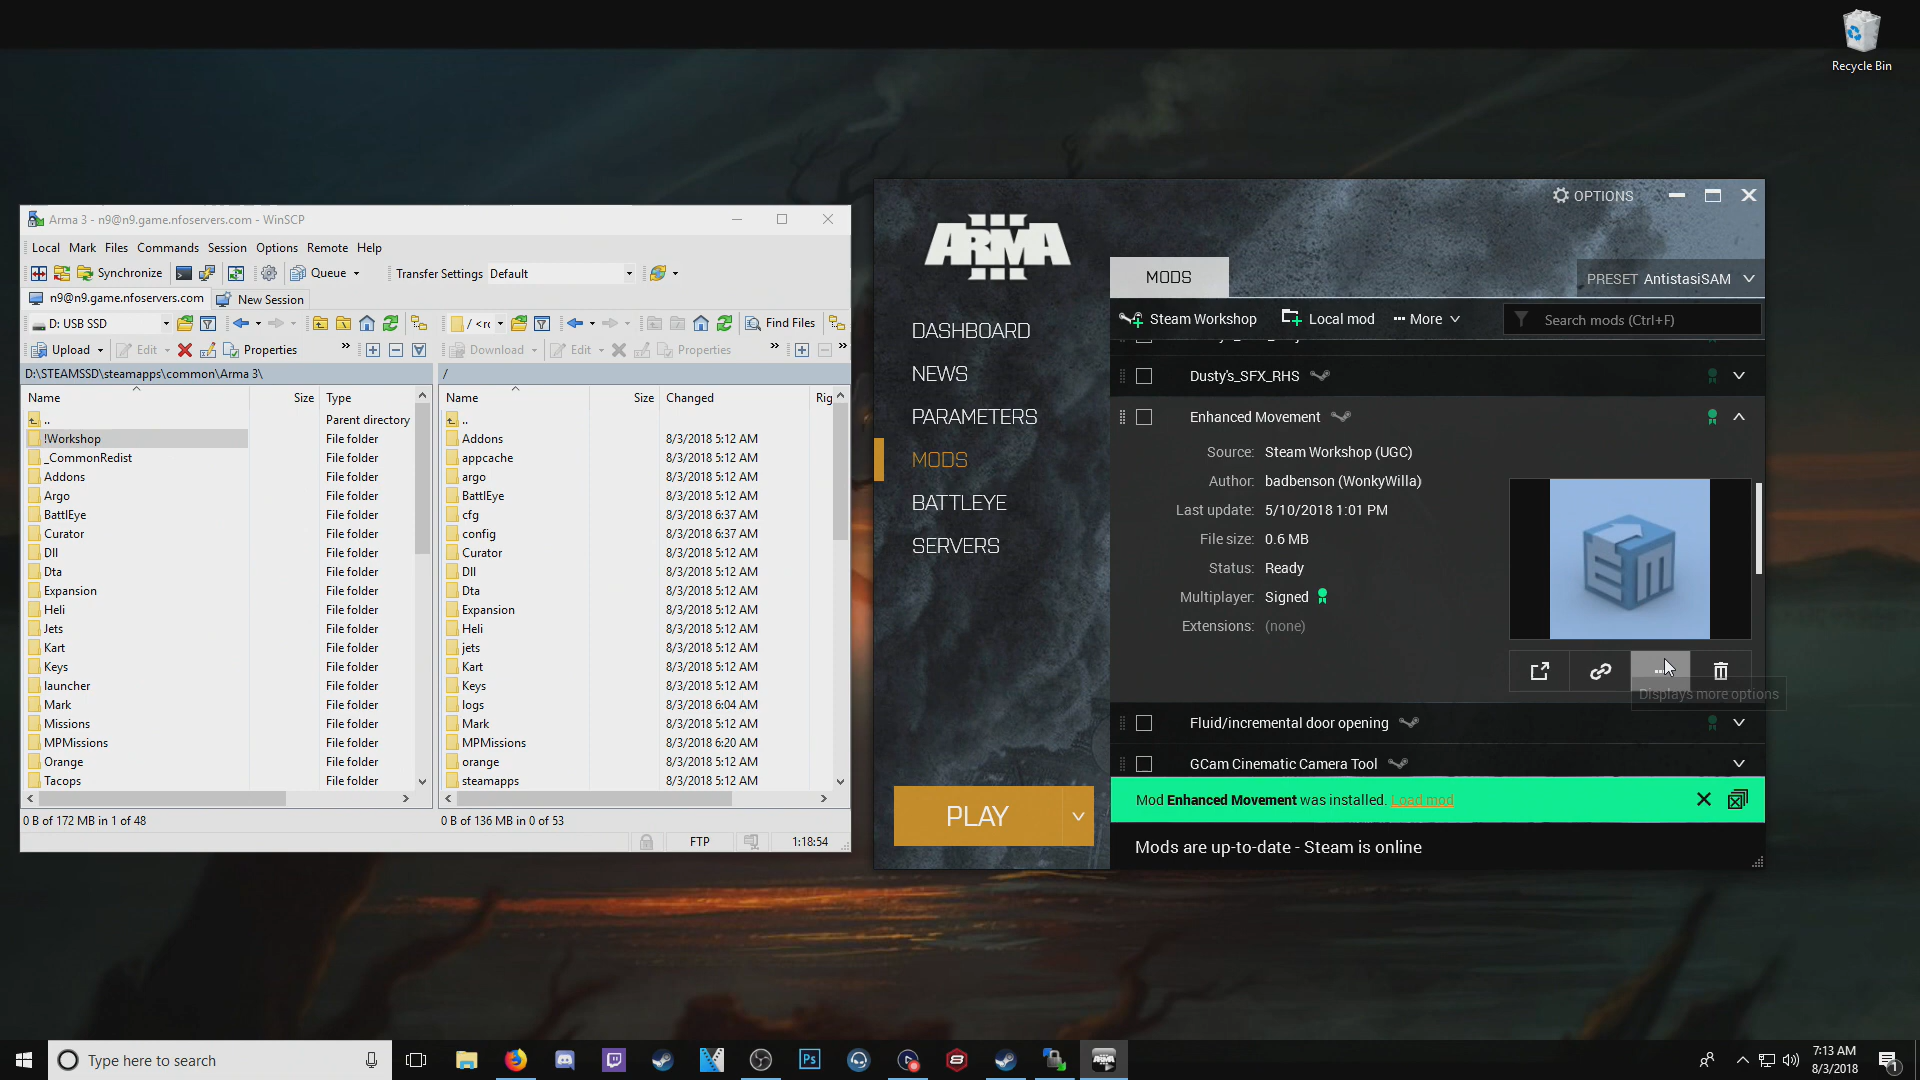 Recycle Bin
Arma 3 - n9@n9.game.nfoservers.com - WinSCP
Local Mark Files Commands Session Options Remote Help
Synchronize Queue Transfer Settings Default
n9@n9.game.nfoservers.com New Session
D: USB SSD / <rc Find Files
Upload Edit Properties Download Edit Properties
D:\STEAMSSD\steamapps\common\Arma 3\ /
Name Size Type
.. Parent directory
!Workshop File folder
_CommonRedist File folder
Addons File folder
Argo File folder
BattlEye File folder
Curator File folder
Dll File folder
Dta File folder
Expansion File folder
Heli File folder
Jets File folder
Kart File folder
Keys File folder
launcher File folder
Mark File folder
Missions File folder
MPMissions File folder
Orange File folder
Tacops File folder
0 B of 172 MB in 1 of 48
Name Size Changed Rig
..
Addons 8/3/2018 5:12 AM
appcache 8/3/2018 5:12 AM
argo 8/3/2018 5:12 AM
BattlEye 8/3/2018 5:12 AM
cfg 8/3/2018 6:37 AM
config 8/3/2018 6:37 AM
Curator 8/3/2018 5:12 AM
Dll 8/3/2018 5:12 AM
Dta 8/3/2018 5:12 AM
Expansion 8/3/2018 5:12 AM
Heli 8/3/2018 5:12 AM
jets 8/3/2018 5:12 AM
Kart 8/3/2018 5:12 AM
Keys 8/3/2018 5:12 AM
logs 8/3/2018 6:04 AM
Mark 8/3/2018 5:12 AM
MPMissions 8/3/2018 6:20 AM
orange 8/3/2018 5:12 AM
steamapps 8/3/2018 5:12 AM
0 B of 136 MB in 0 of 53
FTP 1:18:54
OPTIONS
ARMA III
DASHBOARD
NEWS
PARAMETERS
MODS
BATTLEYE
SERVERS
PLAY
MODS
PRESET AntistasiSAM
Steam Workshop Local mod More Search mods (Ctrl+F)
Dusty's_SFX_RHS
Enhanced Movement
Source: Steam Workshop (UGC)
Author: badbenson (WonkyWilla)
Last update: 5/10/2018 1:01 PM
File size: 0.6 MB
Status: Ready
Multiplayer: Signed
Extensions: (none)
EM
Displays more options
Fluid/incremental door opening
GCam Cinematic Camera Tool
Mod Enhanced Movement was installed. Load mod
Mods are up-to-date - Steam is online
Type here to search
Ps
8
ARMA
7:13 AM
8/3/2018
1